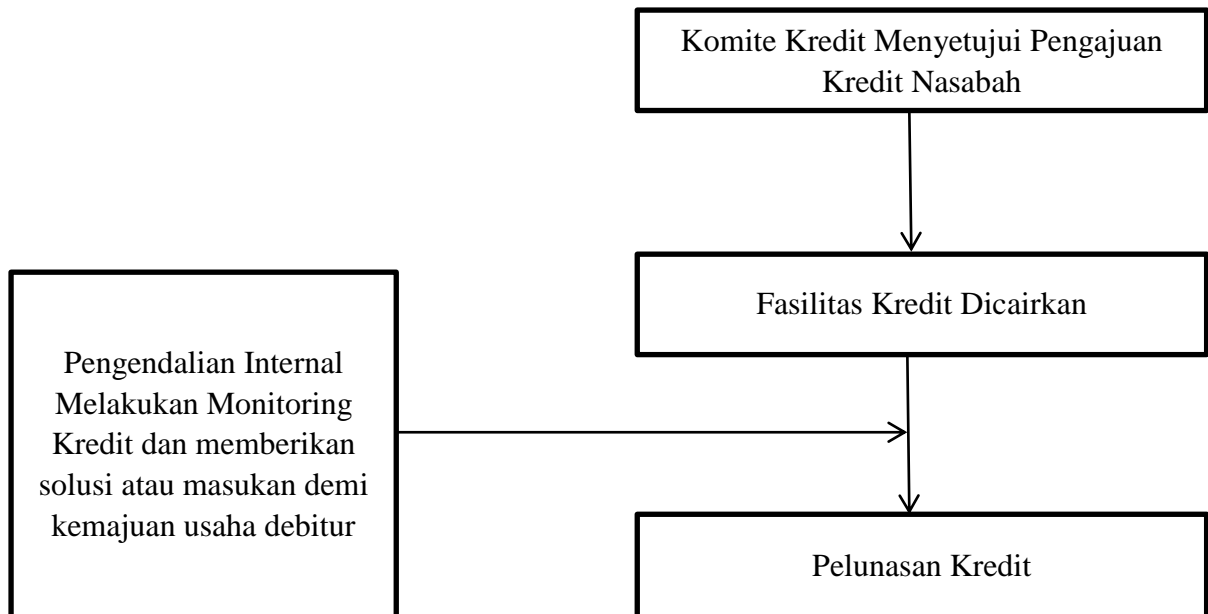 Komite Kredit Menyetujui Pengajuan
Kredit Nasabah
Fasilitas Kredit Dicairkan
Pengendalian Internal
Melakukan Monitoring
Kredit dan memberikan
solusi atau masukan demi
kemajuan usaha debitur
Pelunasan Kredit